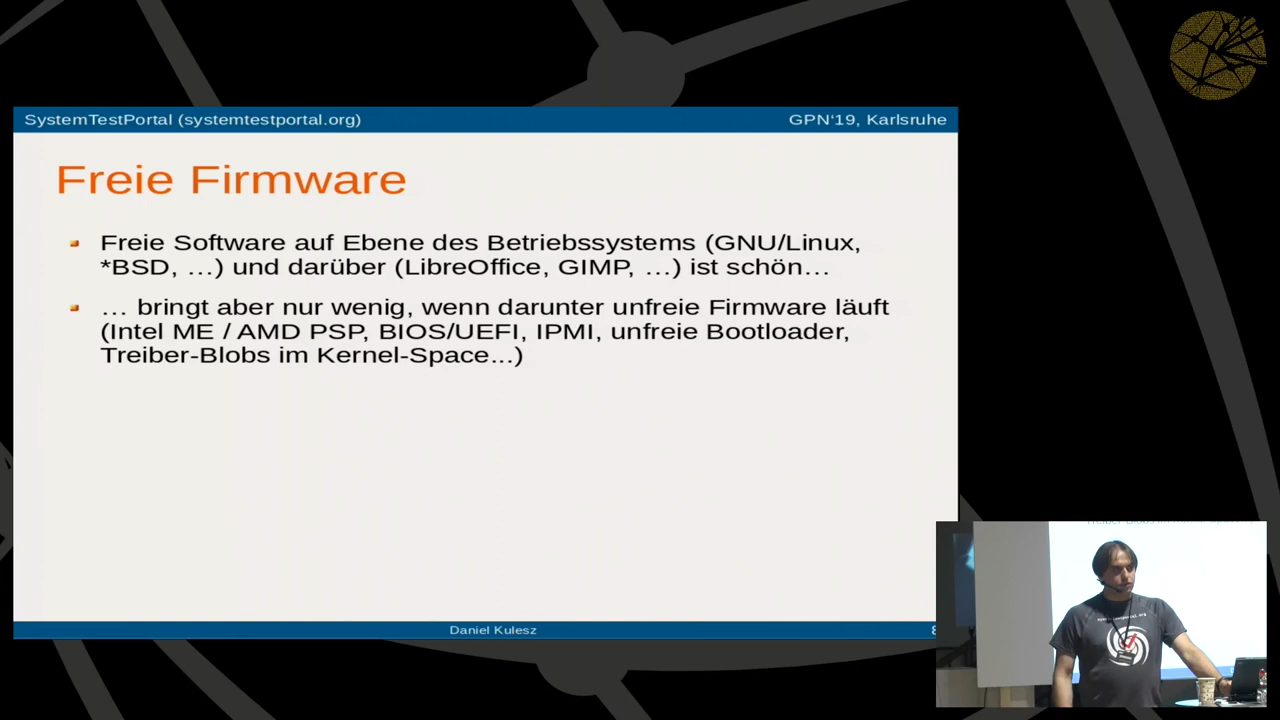 SystemTestPortal (systemtestportal.org)
GPN‘19, Karlsruhe
Freie Firmware
Freie Software auf Ebene des Betriebssystems (GNU/Linux,
*BSD, …) und darüber (LibreOffice, GIMP, …) ist schön…
… bringt aber nur wenig, wenn darunter unfreie Firmware läuft
(Intel ME / AMD PSP, BIOS/UEFI, IPMI, unfreie Bootloader,
Treiber-Blobs im Kernel-Space...)
Daniel Kulesz